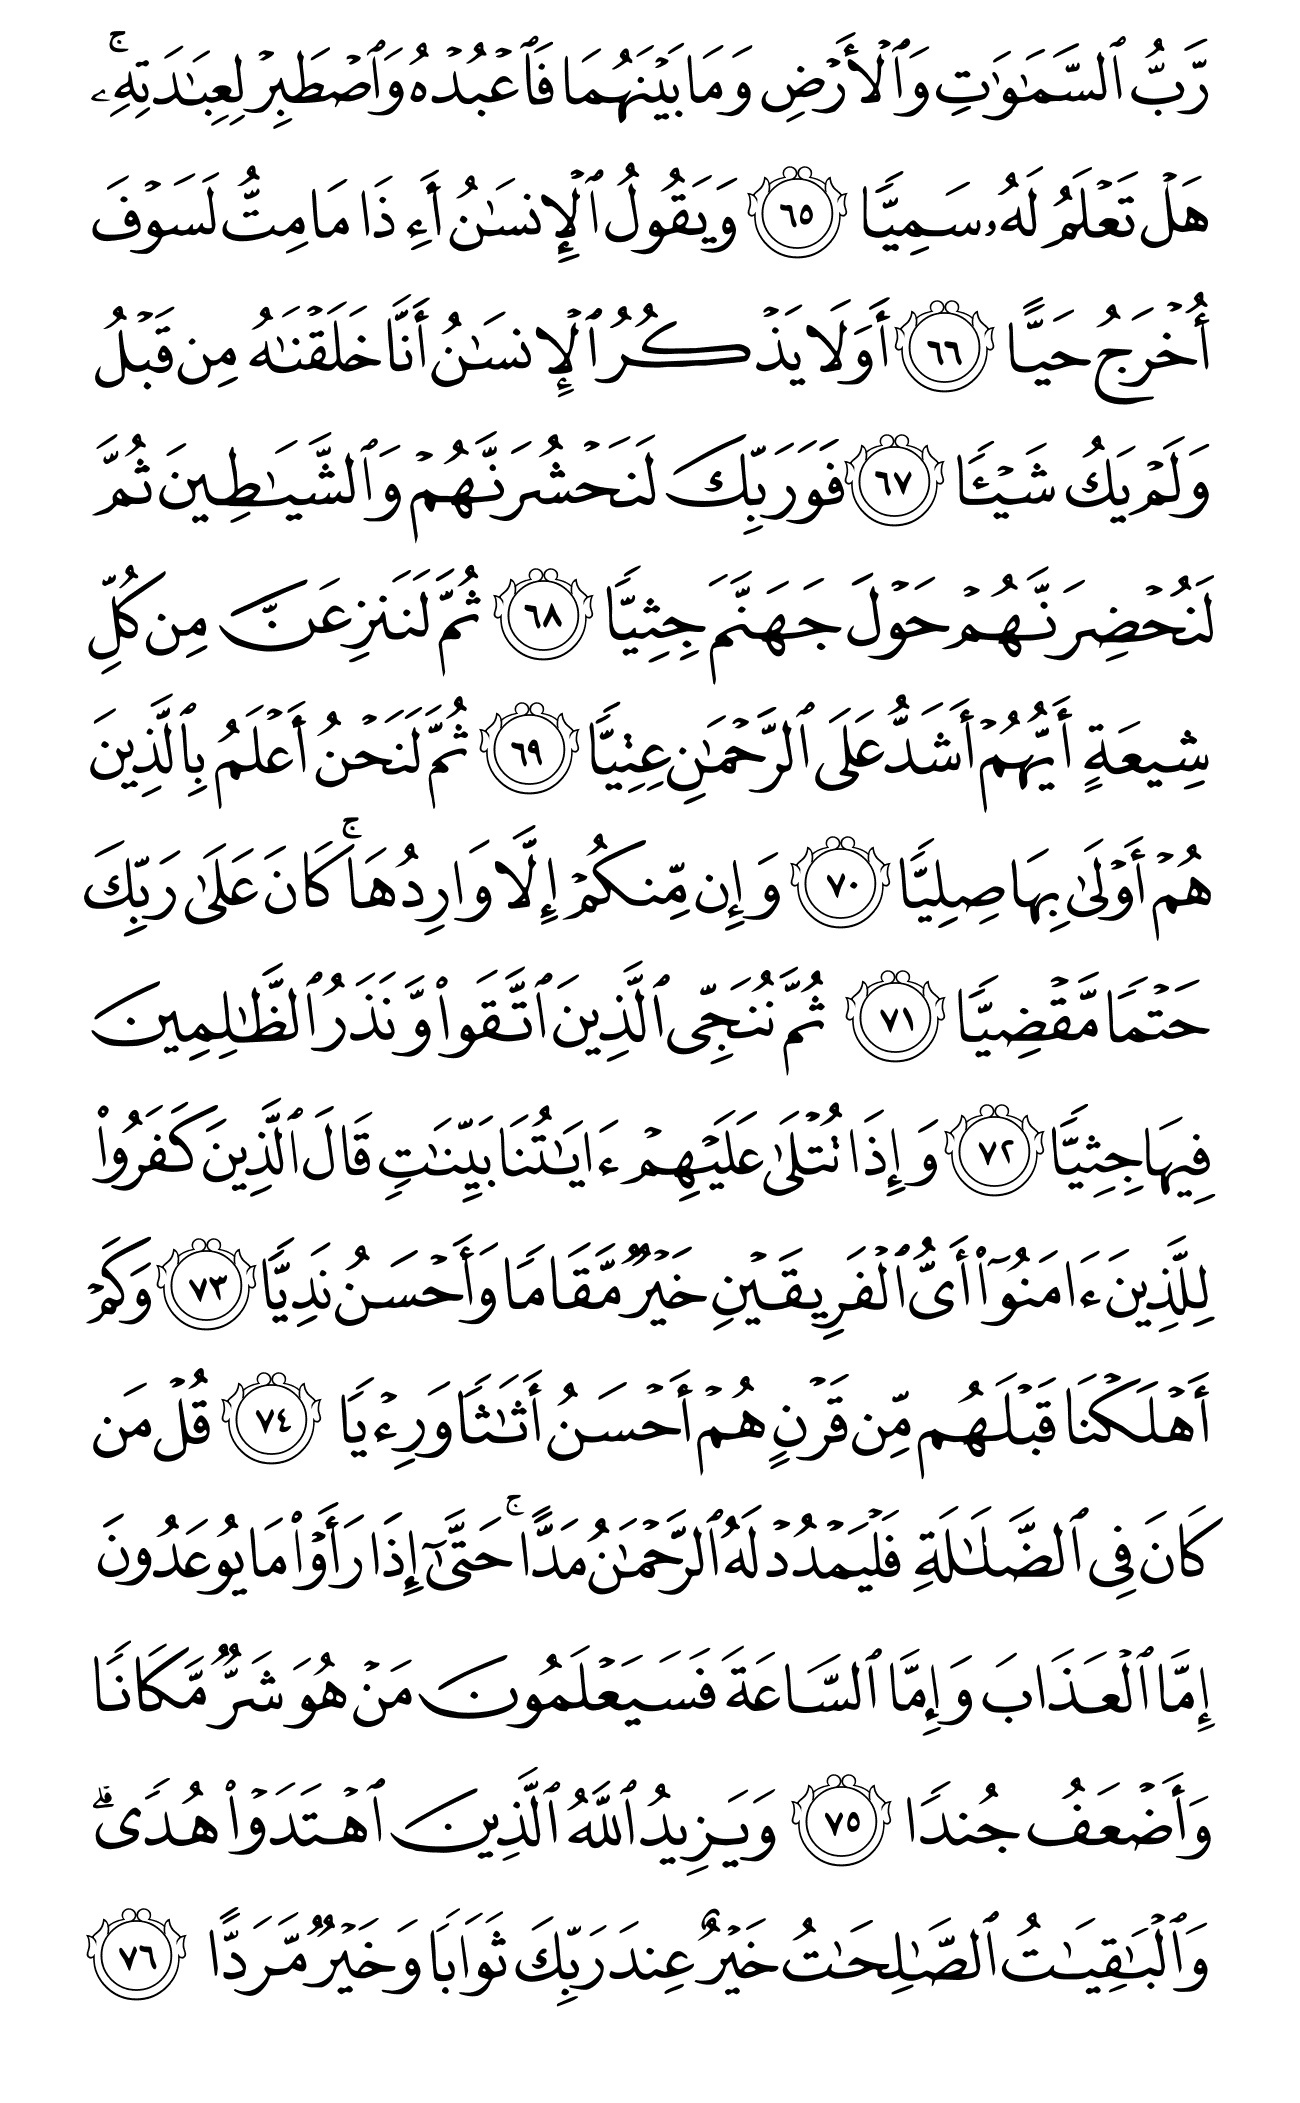 رَّبُّ ٱلسَّمَـٰوَٰتِ وَٱلْأَرْضِ وَمَا بَيْنَهُمَا فَٱعْبُدْهُ وَٱصْطَبِرْ لِعِبَـٰدَتِهِۦۚ
هَلْ تَعْلَمُ لَهُۥ سَمِيًّا ٦٥ وَيَقُولُ ٱلْإِنسَـٰنُ أَءِذَا مَا مِتُّ لَسَوْفَ
أُخْرَجُ حَيًّا ٦٦ أَوَلَا يَذْكُرُ ٱلْإِنسَـٰنُ أَنَّا خَلَقْنَـٰهُ مِن قَبْلُ
وَلَمْ يَكُ شَيْـًٔا ٦٧ فَوَرَبِّكَ لَنَحْشُرَنَّهُمْ وَٱلشَّيَـٰطِينَ ثُمَّ
لَنُحْضِرَنَّهُمْ حَوْلَ جَهَنَّمَ جِثِيًّا ٦٨ ثُمَّ لَنَنزِعَنَّ مِن كُلِّ
شِيعَةٍ أَيُّهُمْ أَشَدُّ عَلَى ٱلرَّحْمَـٰنِ عِتِيًّا ٦٩ ثُمَّ لَنَحْنُ أَعْلَمُ بِٱلَّذِينَ
هُمْ أَوْلَىٰ بِهَا صِلِيًّا ٧٠ وَإِن مِّنكُمْ إِلَّا وَارِدُهَاۚ كَانَ عَلَىٰ رَبِّكَ
حَتْمًا مَّقْضِيًّا ٧١ ثُمَّ نُنَجِّى ٱلَّذِينَ ٱتَّقَوا۟ وَّنَذَرُ ٱلظَّـٰلِمِينَ
فِيهَا جِثِيًّا ٧٢ وَإِذَا تُتْلَىٰ عَلَيْهِمْ ءَايَـٰتُنَا بَيِّنَـٰتٍ قَالَ ٱلَّذِينَ كَفَرُوا۟
لِلَّذِينَ ءَامَنُوٓا۟ أَىُّ ٱلْفَرِيقَيْنِ خَيْرٌ مَّقَامًا وَأَحْسَنُ نَدِيًّا ٧٣ وَكَمْ
أَهْلَكْنَا قَبْلَهُم مِّن قَرْنٍ هُمْ أَحْسَنُ أَثَـٰثًا وَرِءْيًا ٧٤ قُلْ مَن
كَانَ فِى ٱلضَّلَـٰلَةِ فَلْيَمْدُدْ لَهُ ٱلرَّحْمَـٰنُ مَدًّاۚ حَتَّىٰٓ إِذَا رَأَوْا۟ مَا يُوعَدُونَ
إِمَّا ٱلْعَذَابَ وَإِمَّا ٱلسَّاعَةَ فَسَيَعْلَمُونَ مَنْ هُوَ شَرٌّ مَّكَانًا
وَأَضْعَفُ جُندًا ٧٥ وَيَزِيدُ ٱللَّهُ ٱلَّذِينَ ٱهْتَدَوْا۟ هُدًىۗ
وَٱلْبَـٰقِيَـٰتُ ٱلصَّـٰلِحَـٰتُ خَيْرٌ عِندَ رَبِّكَ ثَوَابًا وَخَيْرٌ مَّرَدًّا ٧٦